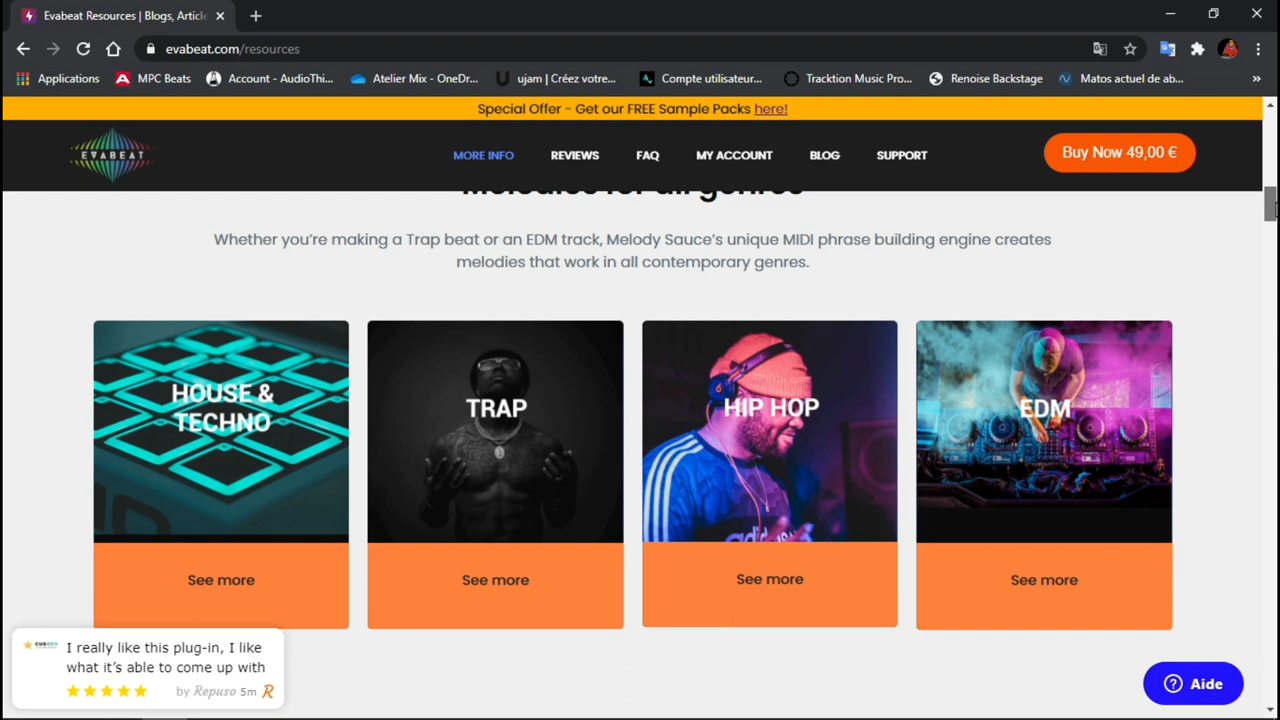 Evabeat Resources | Blogs, Article
evabeat.com/resources
Applications
MPC Beats
Account - AudioThi...
Atelier Mix - OneDr...
ujam | Créez votre...
Compte utilisateur...
Tracktion Music Pro...
Renoise Backstage
Matos actuel de ab...
»
Special Offer - Get our FREE Sample Packs here!
EVABEAT
MORE INFO
REVIEWS
FAQ
MY ACCOUNT
BLOG
SUPPORT
Buy Now 49,00 €
Melodies for all genres
Whether you're making a Trap beat or an EDM track, Melody Sauce's unique MIDI phrase building engine creates
melodies that work in all contemporary genres.
HOUSE &
TECHNO
TRAP
HIP HOP
EDM
See more
See more
See more
See more
I really like this plug-in, I like
what it's able to come up with
by Repuso 5m
Aide